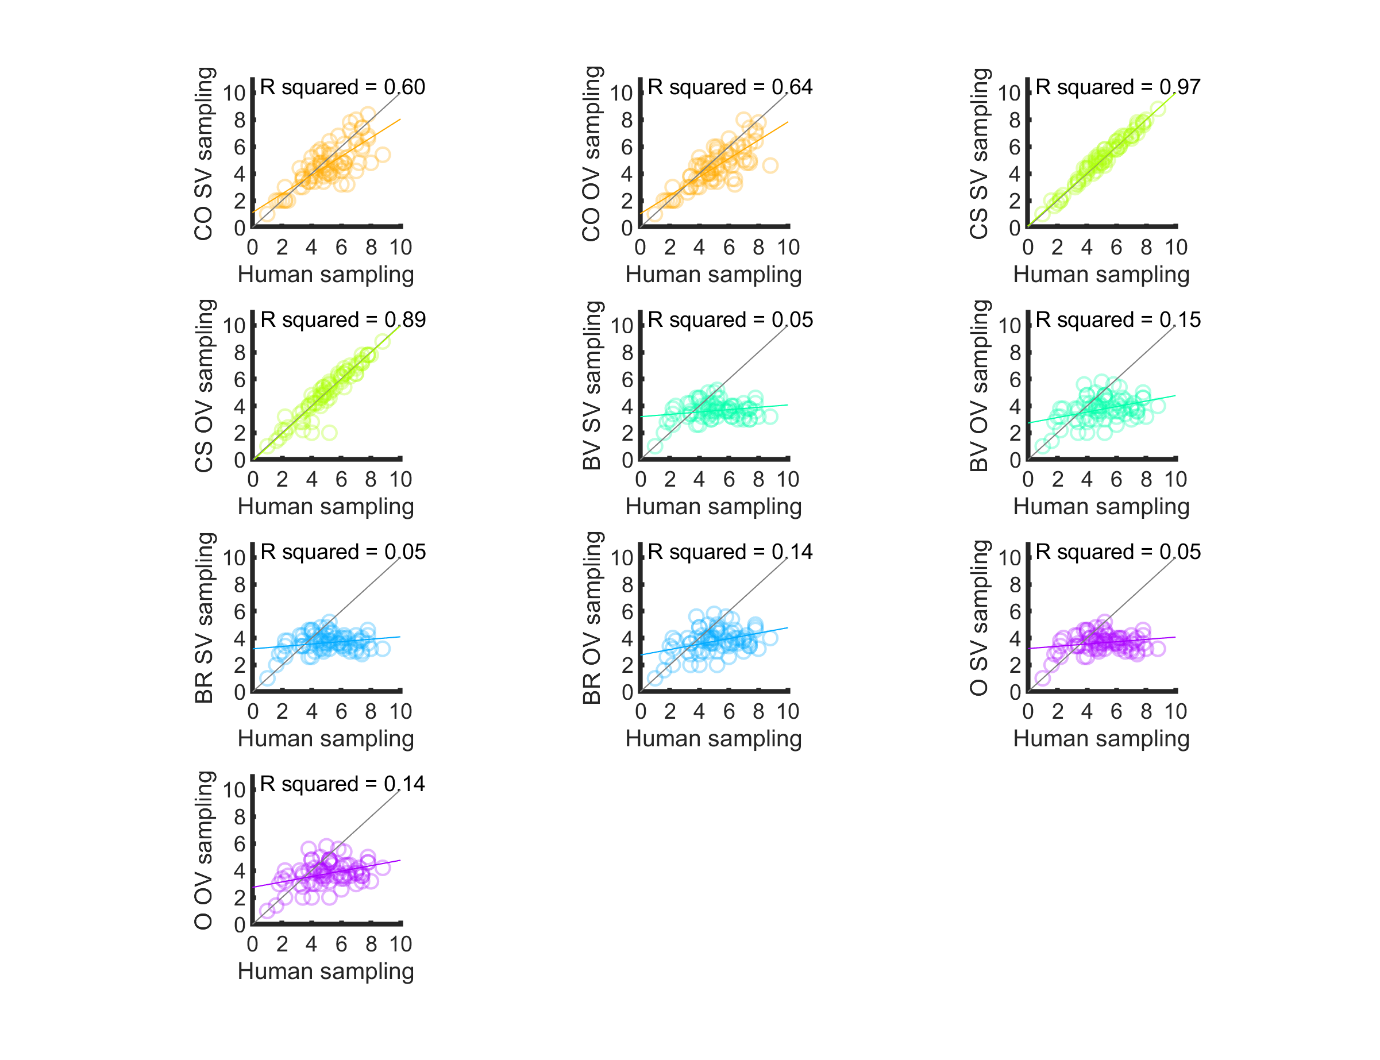 R squared = 0.60
CO SV sampling
10
8
6
4
2
0
0 2 4 6 8 10
Human sampling
R squared = 0.64
CO OV sampling
10
8
6
4
2
0
0 2 4 6 8 10
Human sampling
R squared = 0.97
CS SV sampling
10
8
6
4
2
0
0 2 4 6 8 10
Human sampling
R squared = 0.89
CS OV sampling
10
8
6
4
2
0
0 2 4 6 8 10
Human sampling
R squared = 0.05
BV SV sampling
10
8
6
4
2
0
0 2 4 6 8 10
Human sampling
R squared = 0.15
BV OV sampling
10
8
6
4
2
0
0 2 4 6 8 10
Human sampling
R squared = 0.05
BR SV sampling
10
8
6
4
2
0
0 2 4 6 8 10
Human sampling
R squared = 0.14
BR OV sampling
10
8
6
4
2
0
0 2 4 6 8 10
Human sampling
R squared = 0.05
O SV sampling
10
8
6
4
2
0
0 2 4 6 8 10
Human sampling
R squared = 0.14
O OV sampling
10
8
6
4
2
0
0 2 4 6 8 10
Human sampling